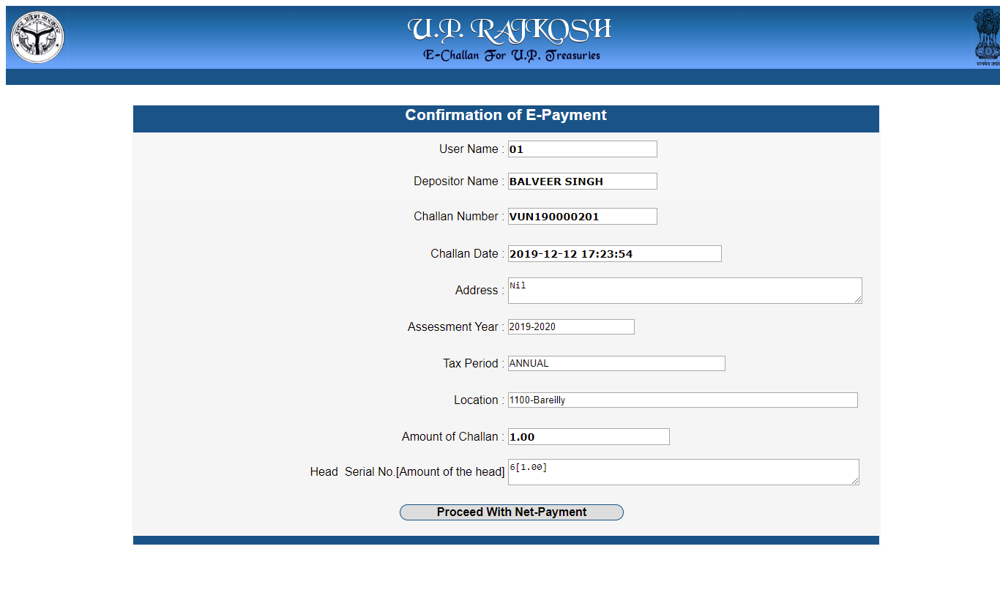 उत्तर प्रदेश सरकार
U.P. RAJKOSH
E-Challan For U.P. Treasuries
Confirmation of E-Payment
User Name : 01
Depositor Name : BALVEER SINGH
Challan Number : VUN190000201
Challan Date : 2019-12-12 17:23:54
Address : Nil
Assessment Year : 2019-2020
Tax Period : ANNUAL
Location : 1100-Bareilly
Amount of Challan : 1.00
Head Serial No.[Amount of the head] 6[1.00]
Proceed With Net-Payment